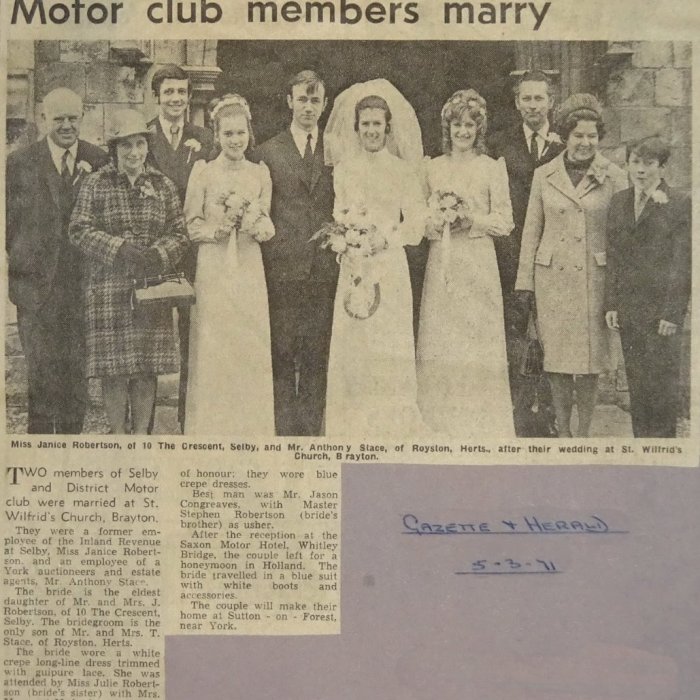 Motor club members marry
Miss Janice Robertson, of 10 The Crescent, Selby, and Mr. Anthony Stace, of Royston, Herts., after their wedding at St. Wilfrid's
Church, Brayton.
TWO members of Selby
and District Motor
club were married at St.
Wilfrid's Church, Brayton.
They were a former em-
ployee of the Inland Revenue
at Selby, Miss Janice Robert-
son, and an employee of a
York auctioneers and estate
agents, Mr. Anthony Stace.
The bride is the eldest
daughter of Mr. and Mrs. J.
Robertson, of 10 The Crescent,
Selby. The bridegroom is the
only son of Mr. and Mrs. T.
Stace, of Royston, Herts.
The bride wore a white
crepe long-line dress trimmed
with guipure lace. She was
attended by Miss Julie Robert-
son (bride's sister) with Mrs.
of honour; they wore blue
crepe dresses.
Best man was Mr. Jason
Congreaves, with Master
Stephen Robertson (bride's
brother) as usher.
After the reception at the
Saxon Motor Hotel, Whitley
Bridge, the couple left for a
honeymoon in Holland. The
bride travelled in a blue suit
with white boots and
accessories.
The couple will make their
home at Sutton - on - Forest,
near York.
GAZETTE & HERALD
5-3-71